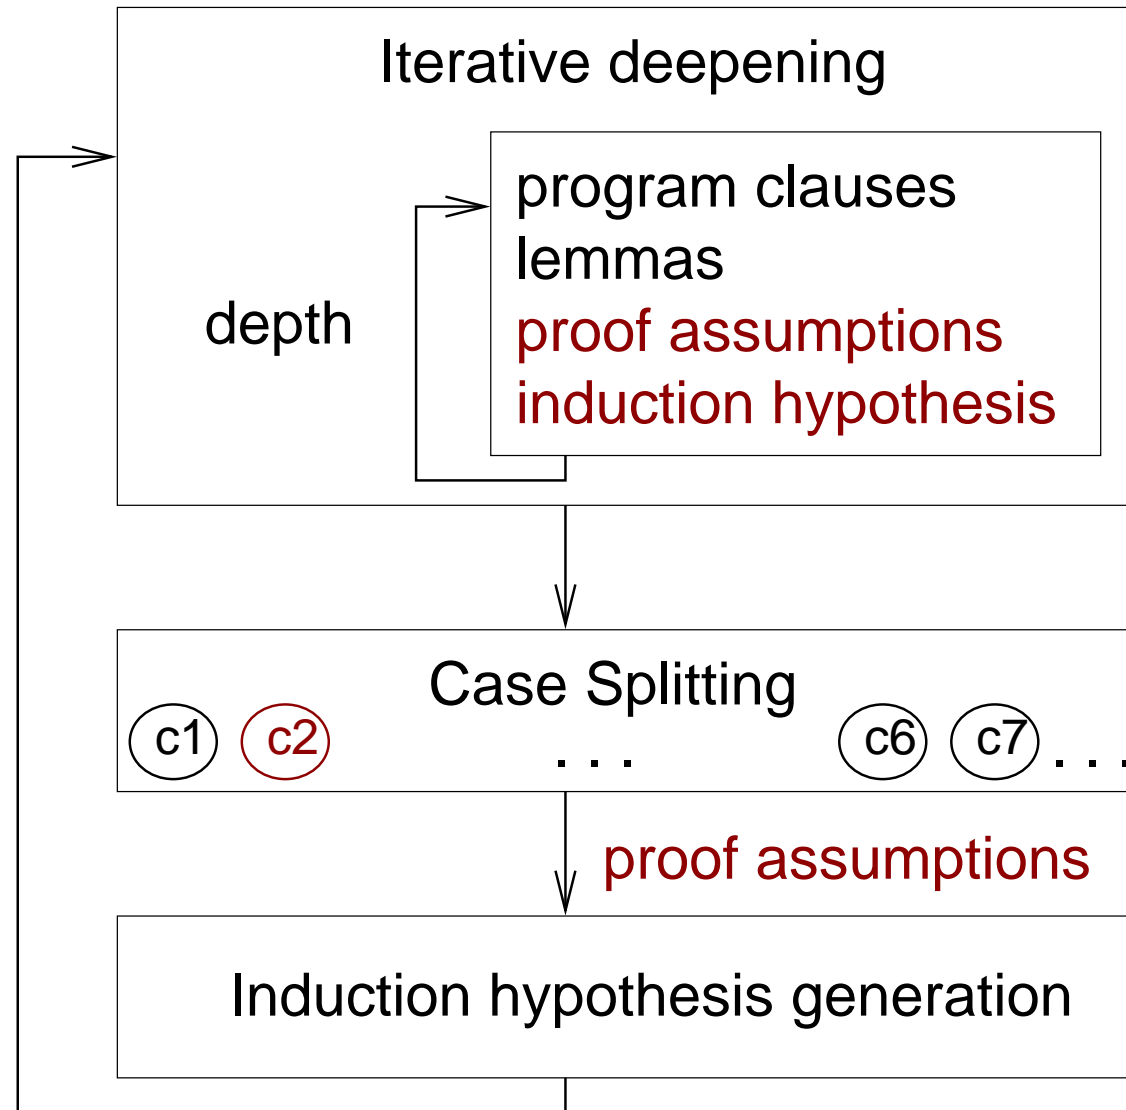 Iterative deepening
program clauses
lemmas
depth
proof assumptions
induction hypothesis
Case Splitting
c1 c2 . . . c6 c7 . . .
proof assumptions
Induction hypothesis generation